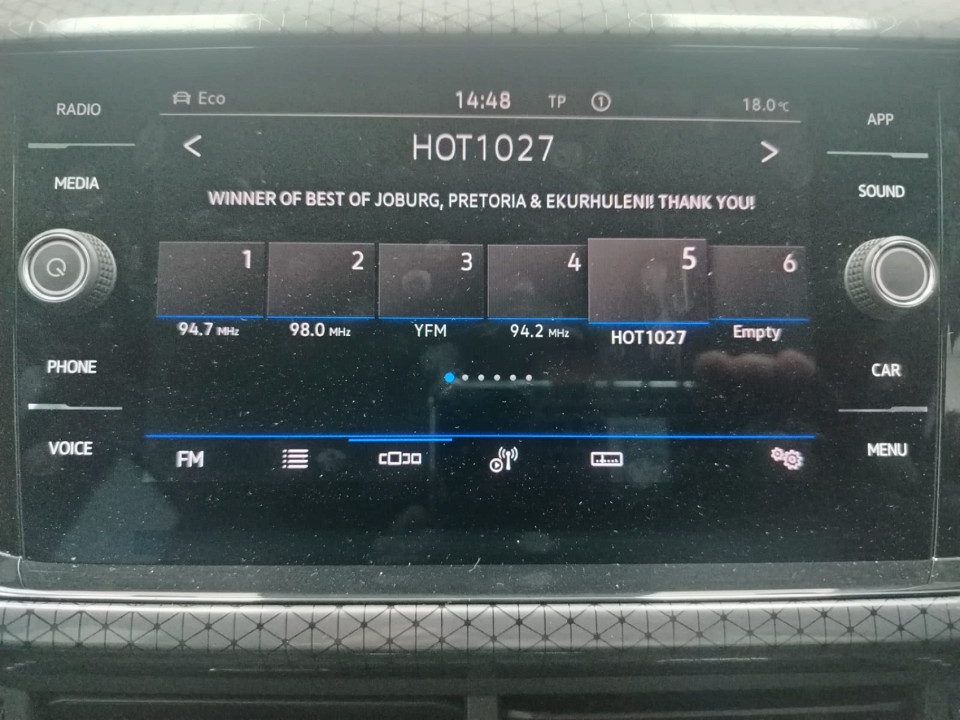 RADIO
MEDIA
PHONE
VOICE
Eco 14:48 TP 1 18.0°C
HOT1027
WINNER OF BEST OF JOBURG, PRETORIA & EKURHULENI! THANK YOU!
1 2 3 4 5 6
94.7 MHz 98.0 MHz YFM 94.2 MHz HOT1027 Empty
FM
APP
SOUND
CAR
MENU